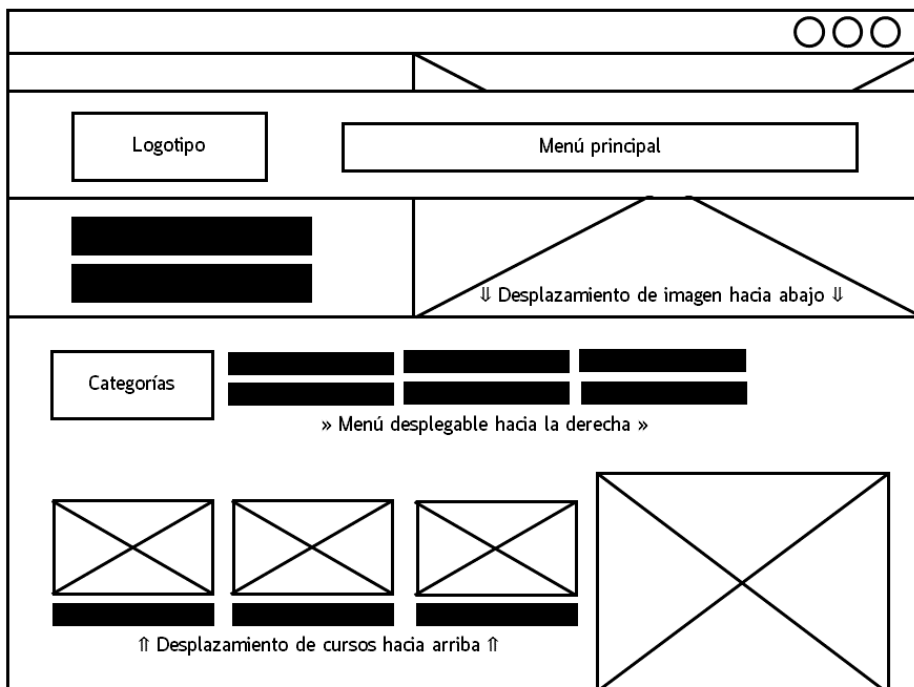 Logotipo
Menú principal
⇓ Desplazamiento de imagen hacia abajo ⇓
Categorías
» Menú desplegable hacia la derecha »
⇑ Desplazamiento de cursos hacia arriba ⇑